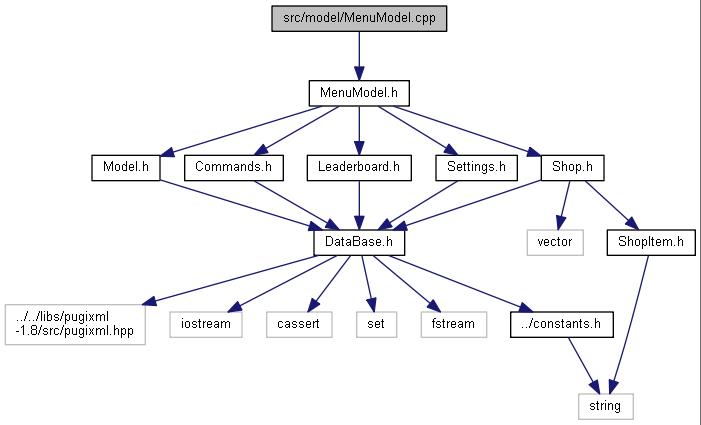 src/model/MenuModel.cpp
MenuModel.h
Model.h
Commands.h
Leaderboard.h
Settings.h
Shop.h
DataBase.h
vector
ShopItem.h
../../libs/pugixml
-1.8/src/pugixml.hpp
iostream
cassert
set
fstream
../constants.h
string